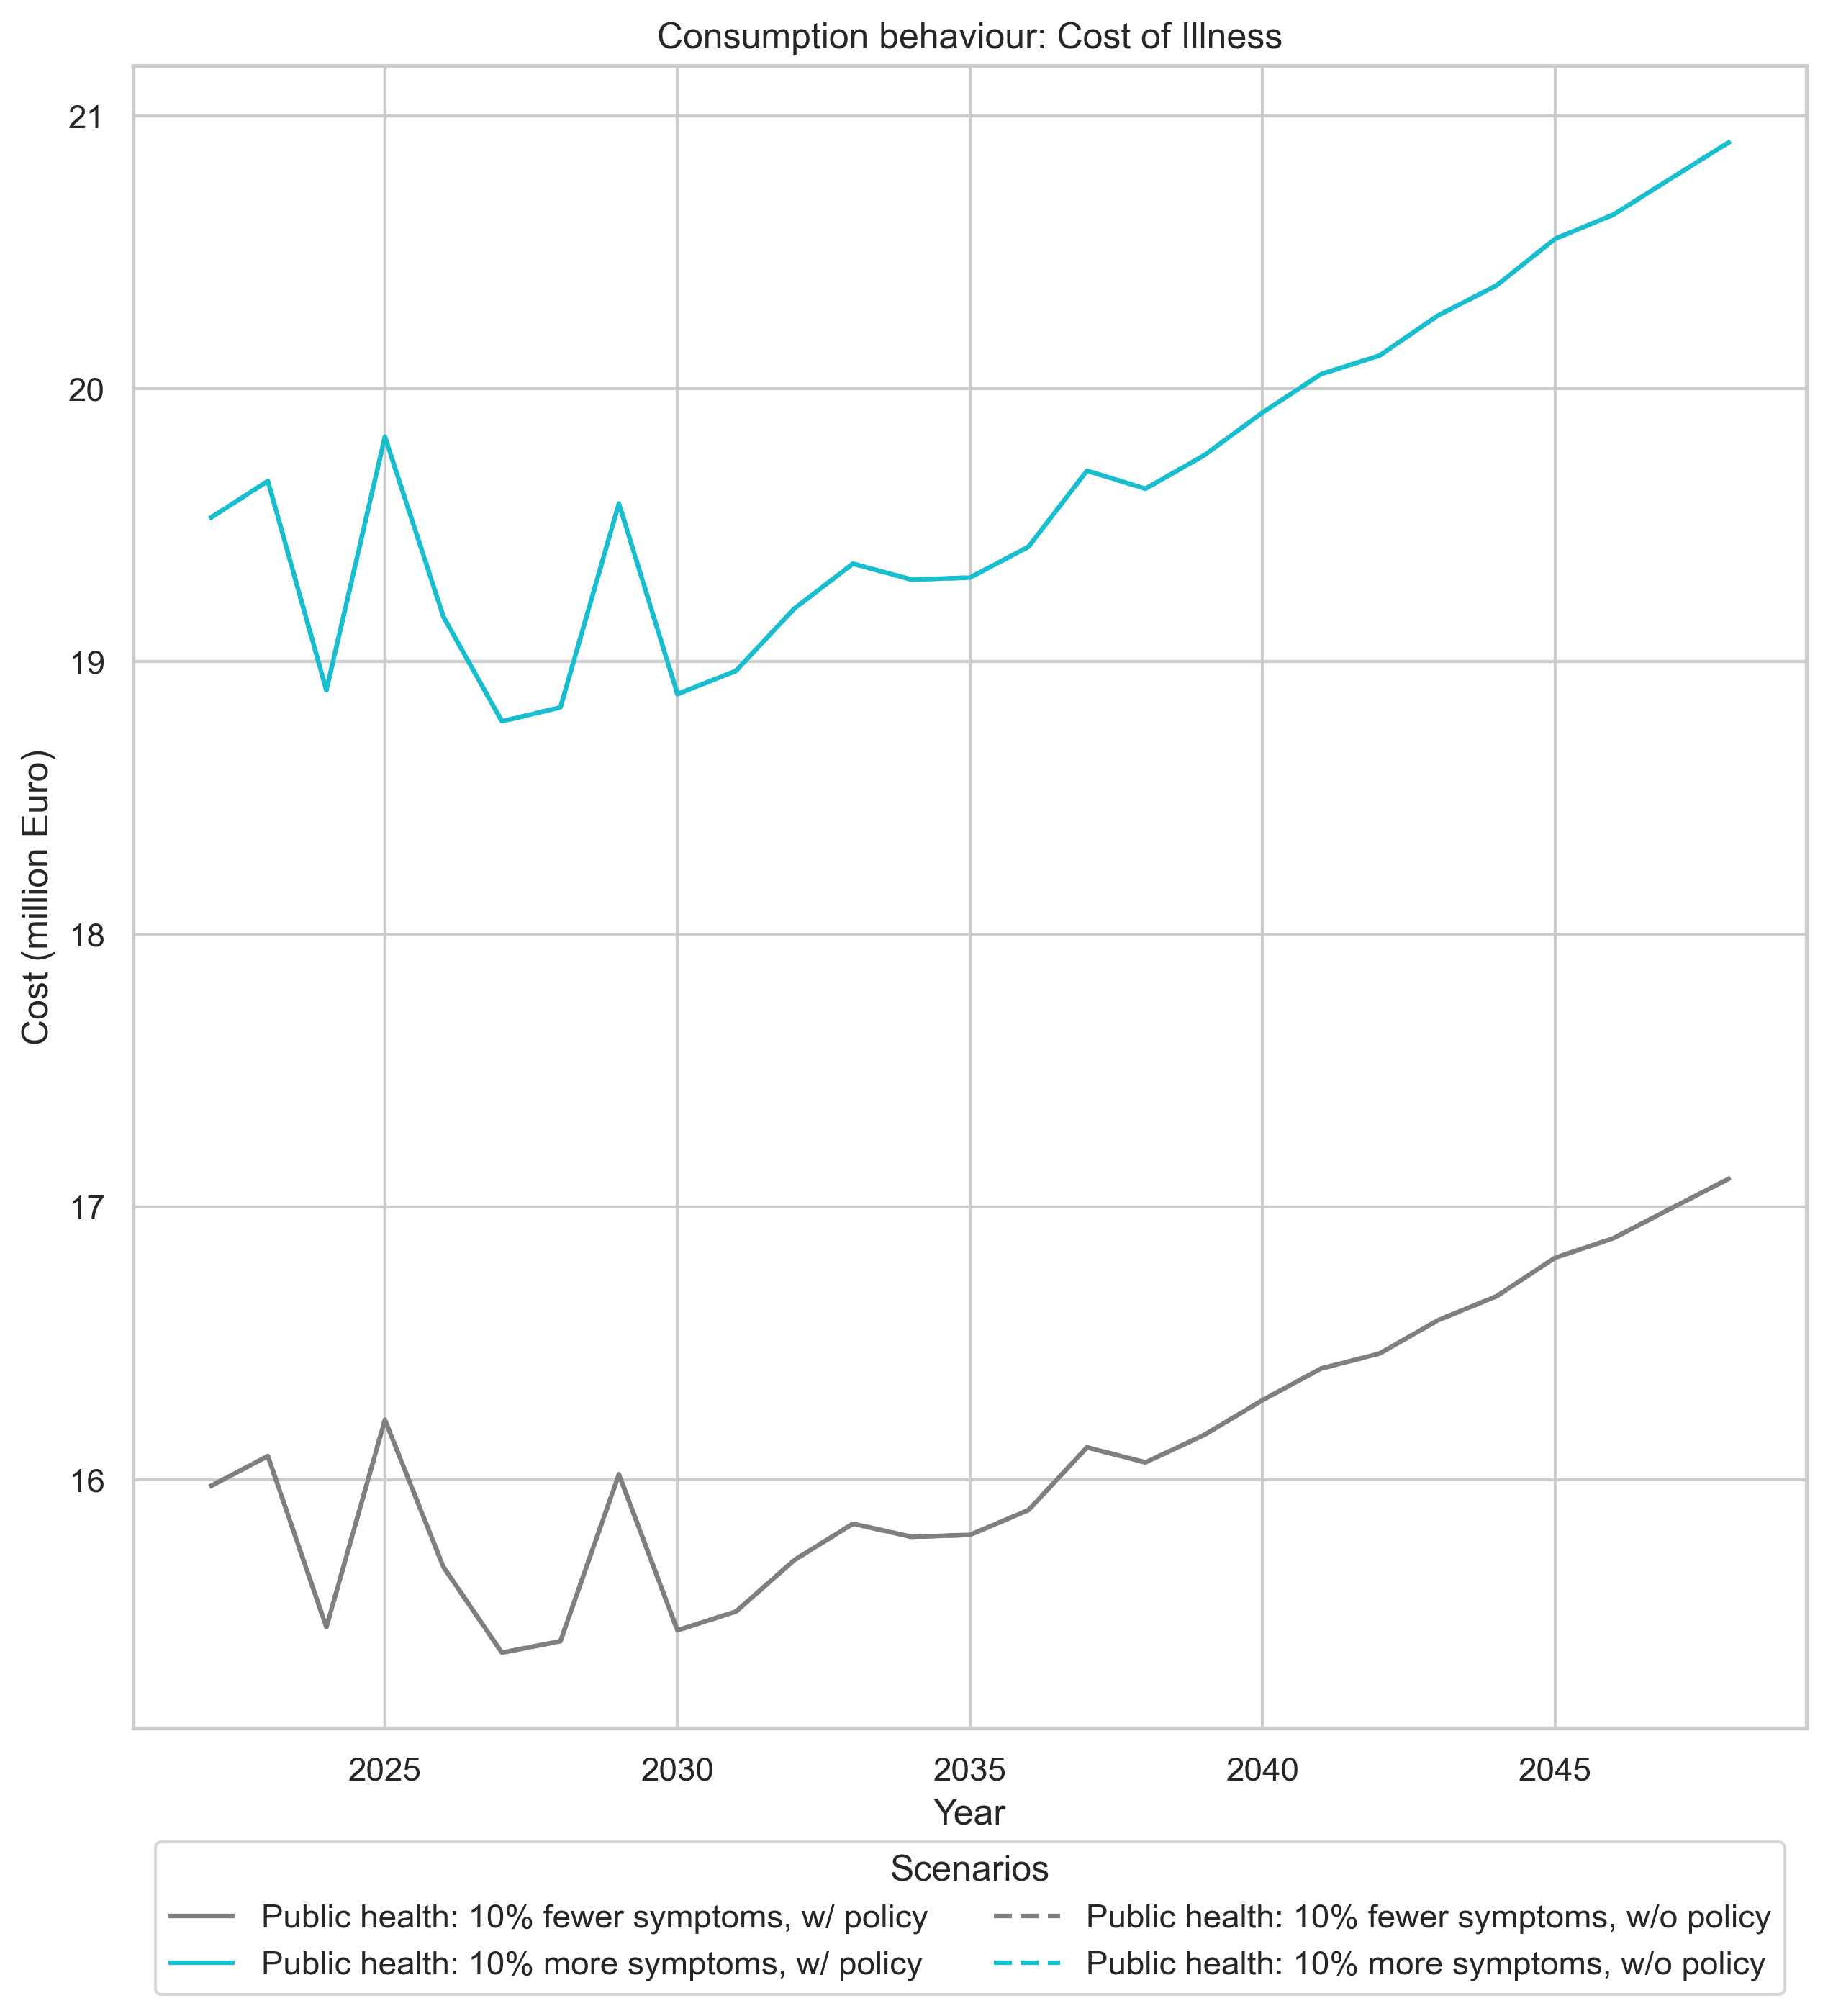 Consumption behaviour: Cost of Illness
21
20
19
18
17
16
Cost (million Euro)
2025 2030 2035 2040 2045
Year
Scenarios
Public health: 10% fewer symptoms, w/ policy Public health: 10% fewer symptoms, w/o policy
Public health: 10% more symptoms, w/ policy Public health: 10% more symptoms, w/o policy